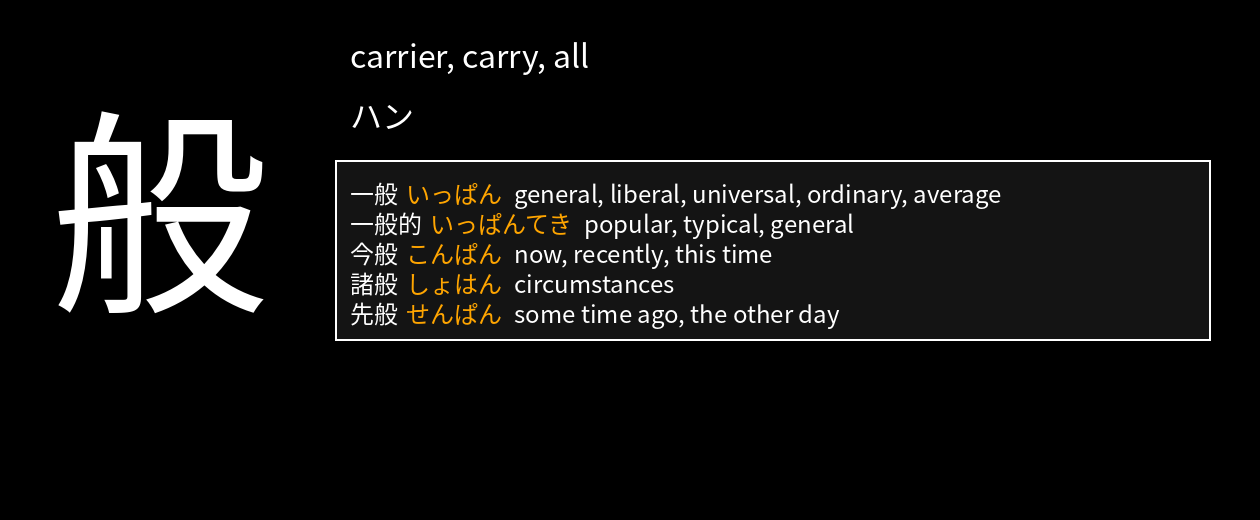 般
carrier, carry, all
ハン
一般 いっぱん general, liberal, universal, ordinary, average
一般的 いっぱんてき popular, typical, general
今般 こんぱん now, recently, this time
諸般 しょはん circumstances
先般 せんぱん some time ago, the other day